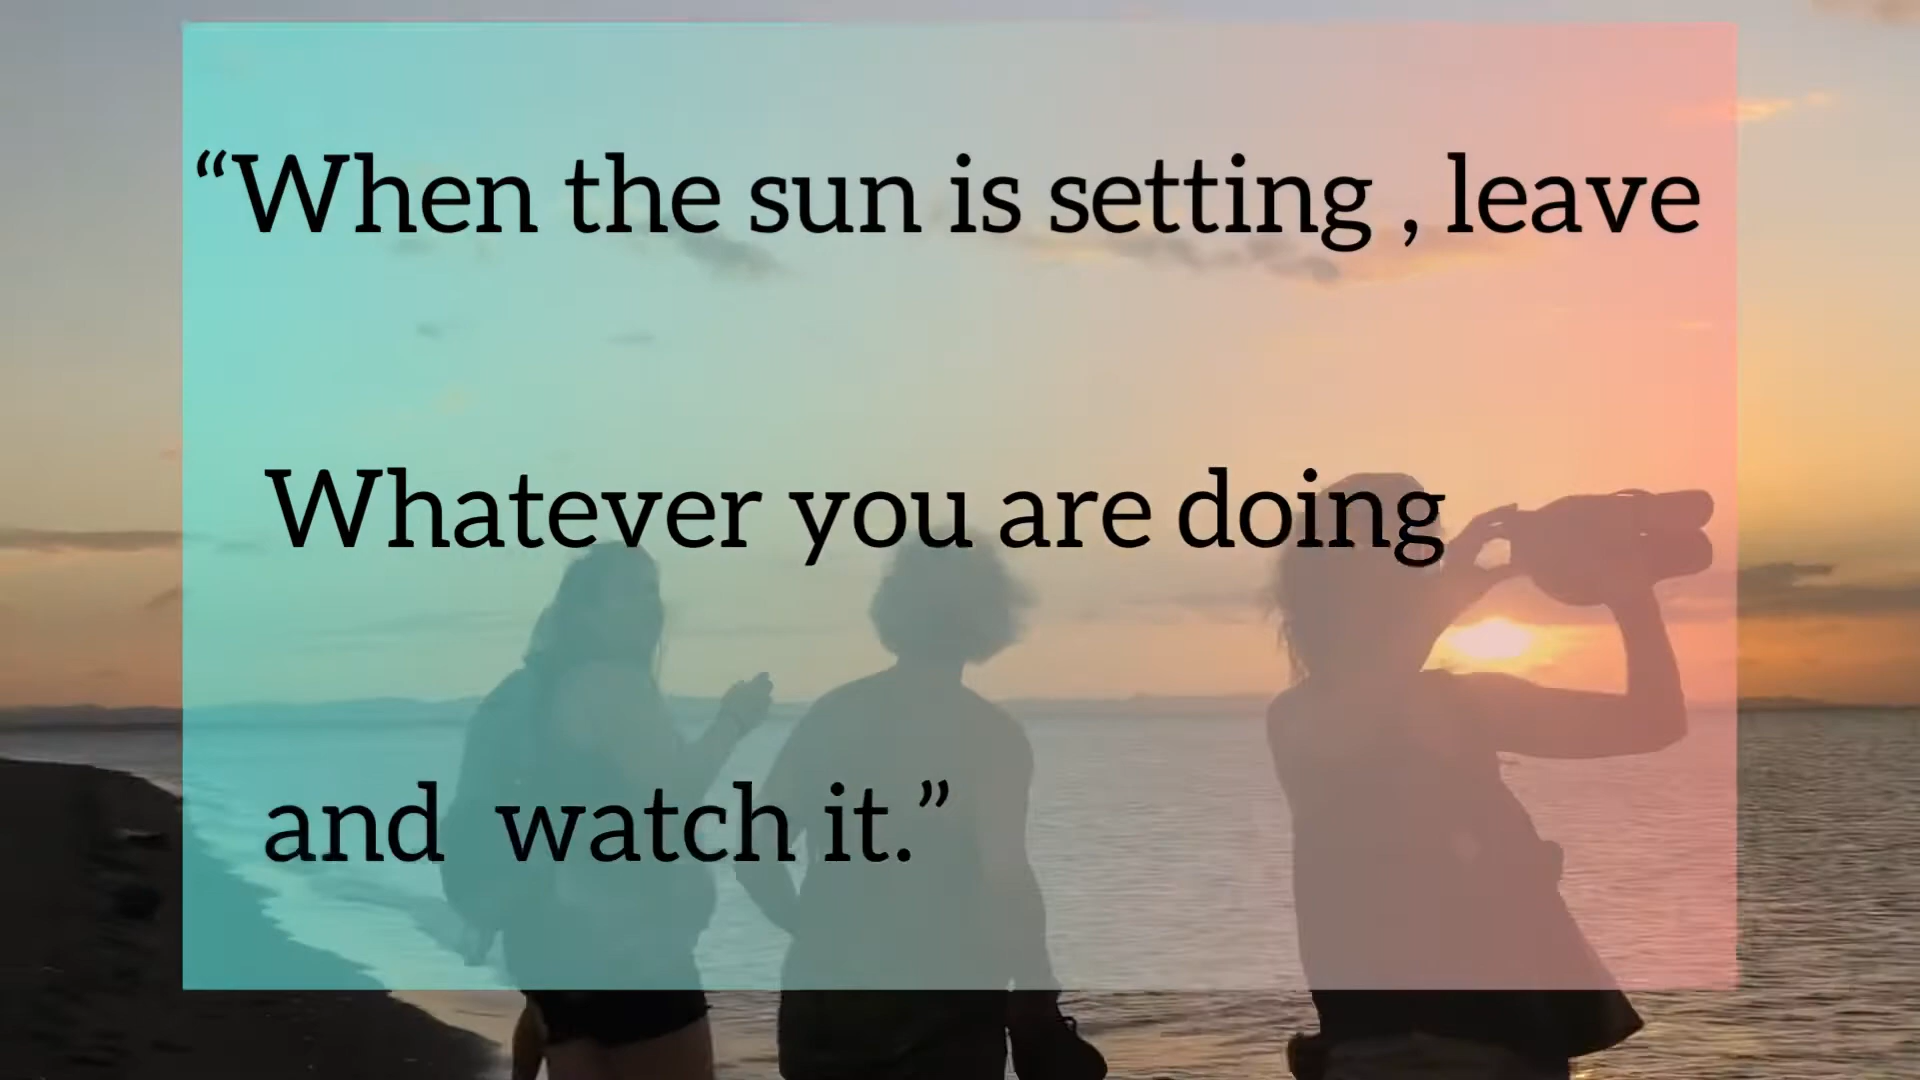 “When the sun is setting , leave
Whatever you are doing
and  watch it.”